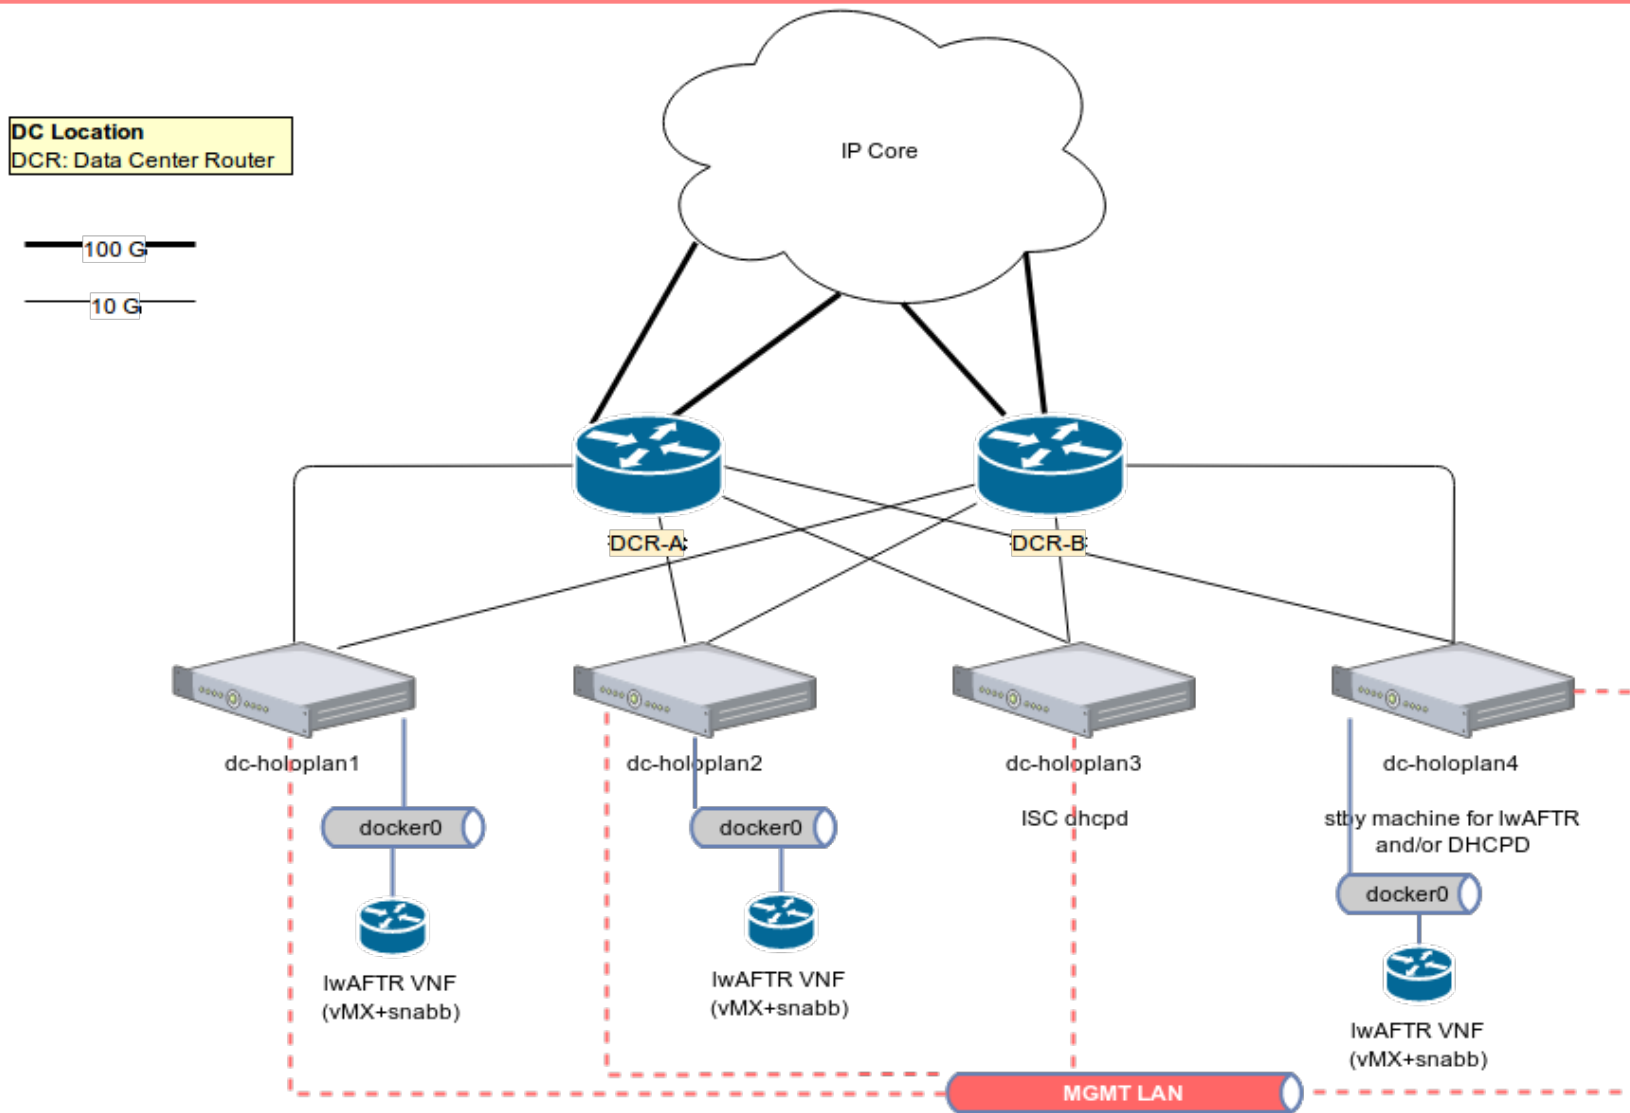 IP Core
DC Location
DCR: Data Center Router
100 G
10 G
DCR-A
DCR-B
dc-holoplan1
dc-holoplan2
dc-holoplan3
dc-holoplan4
ISC dhcpd
stby machine for lwAFTR
and/or DHCPD
docker0
docker0
docker0
lwAFTR VNF
(vMX+snabb)
lwAFTR VNF
(vMX+snabb)
lwAFTR VNF
(vMX+snabb)
MGMT LAN